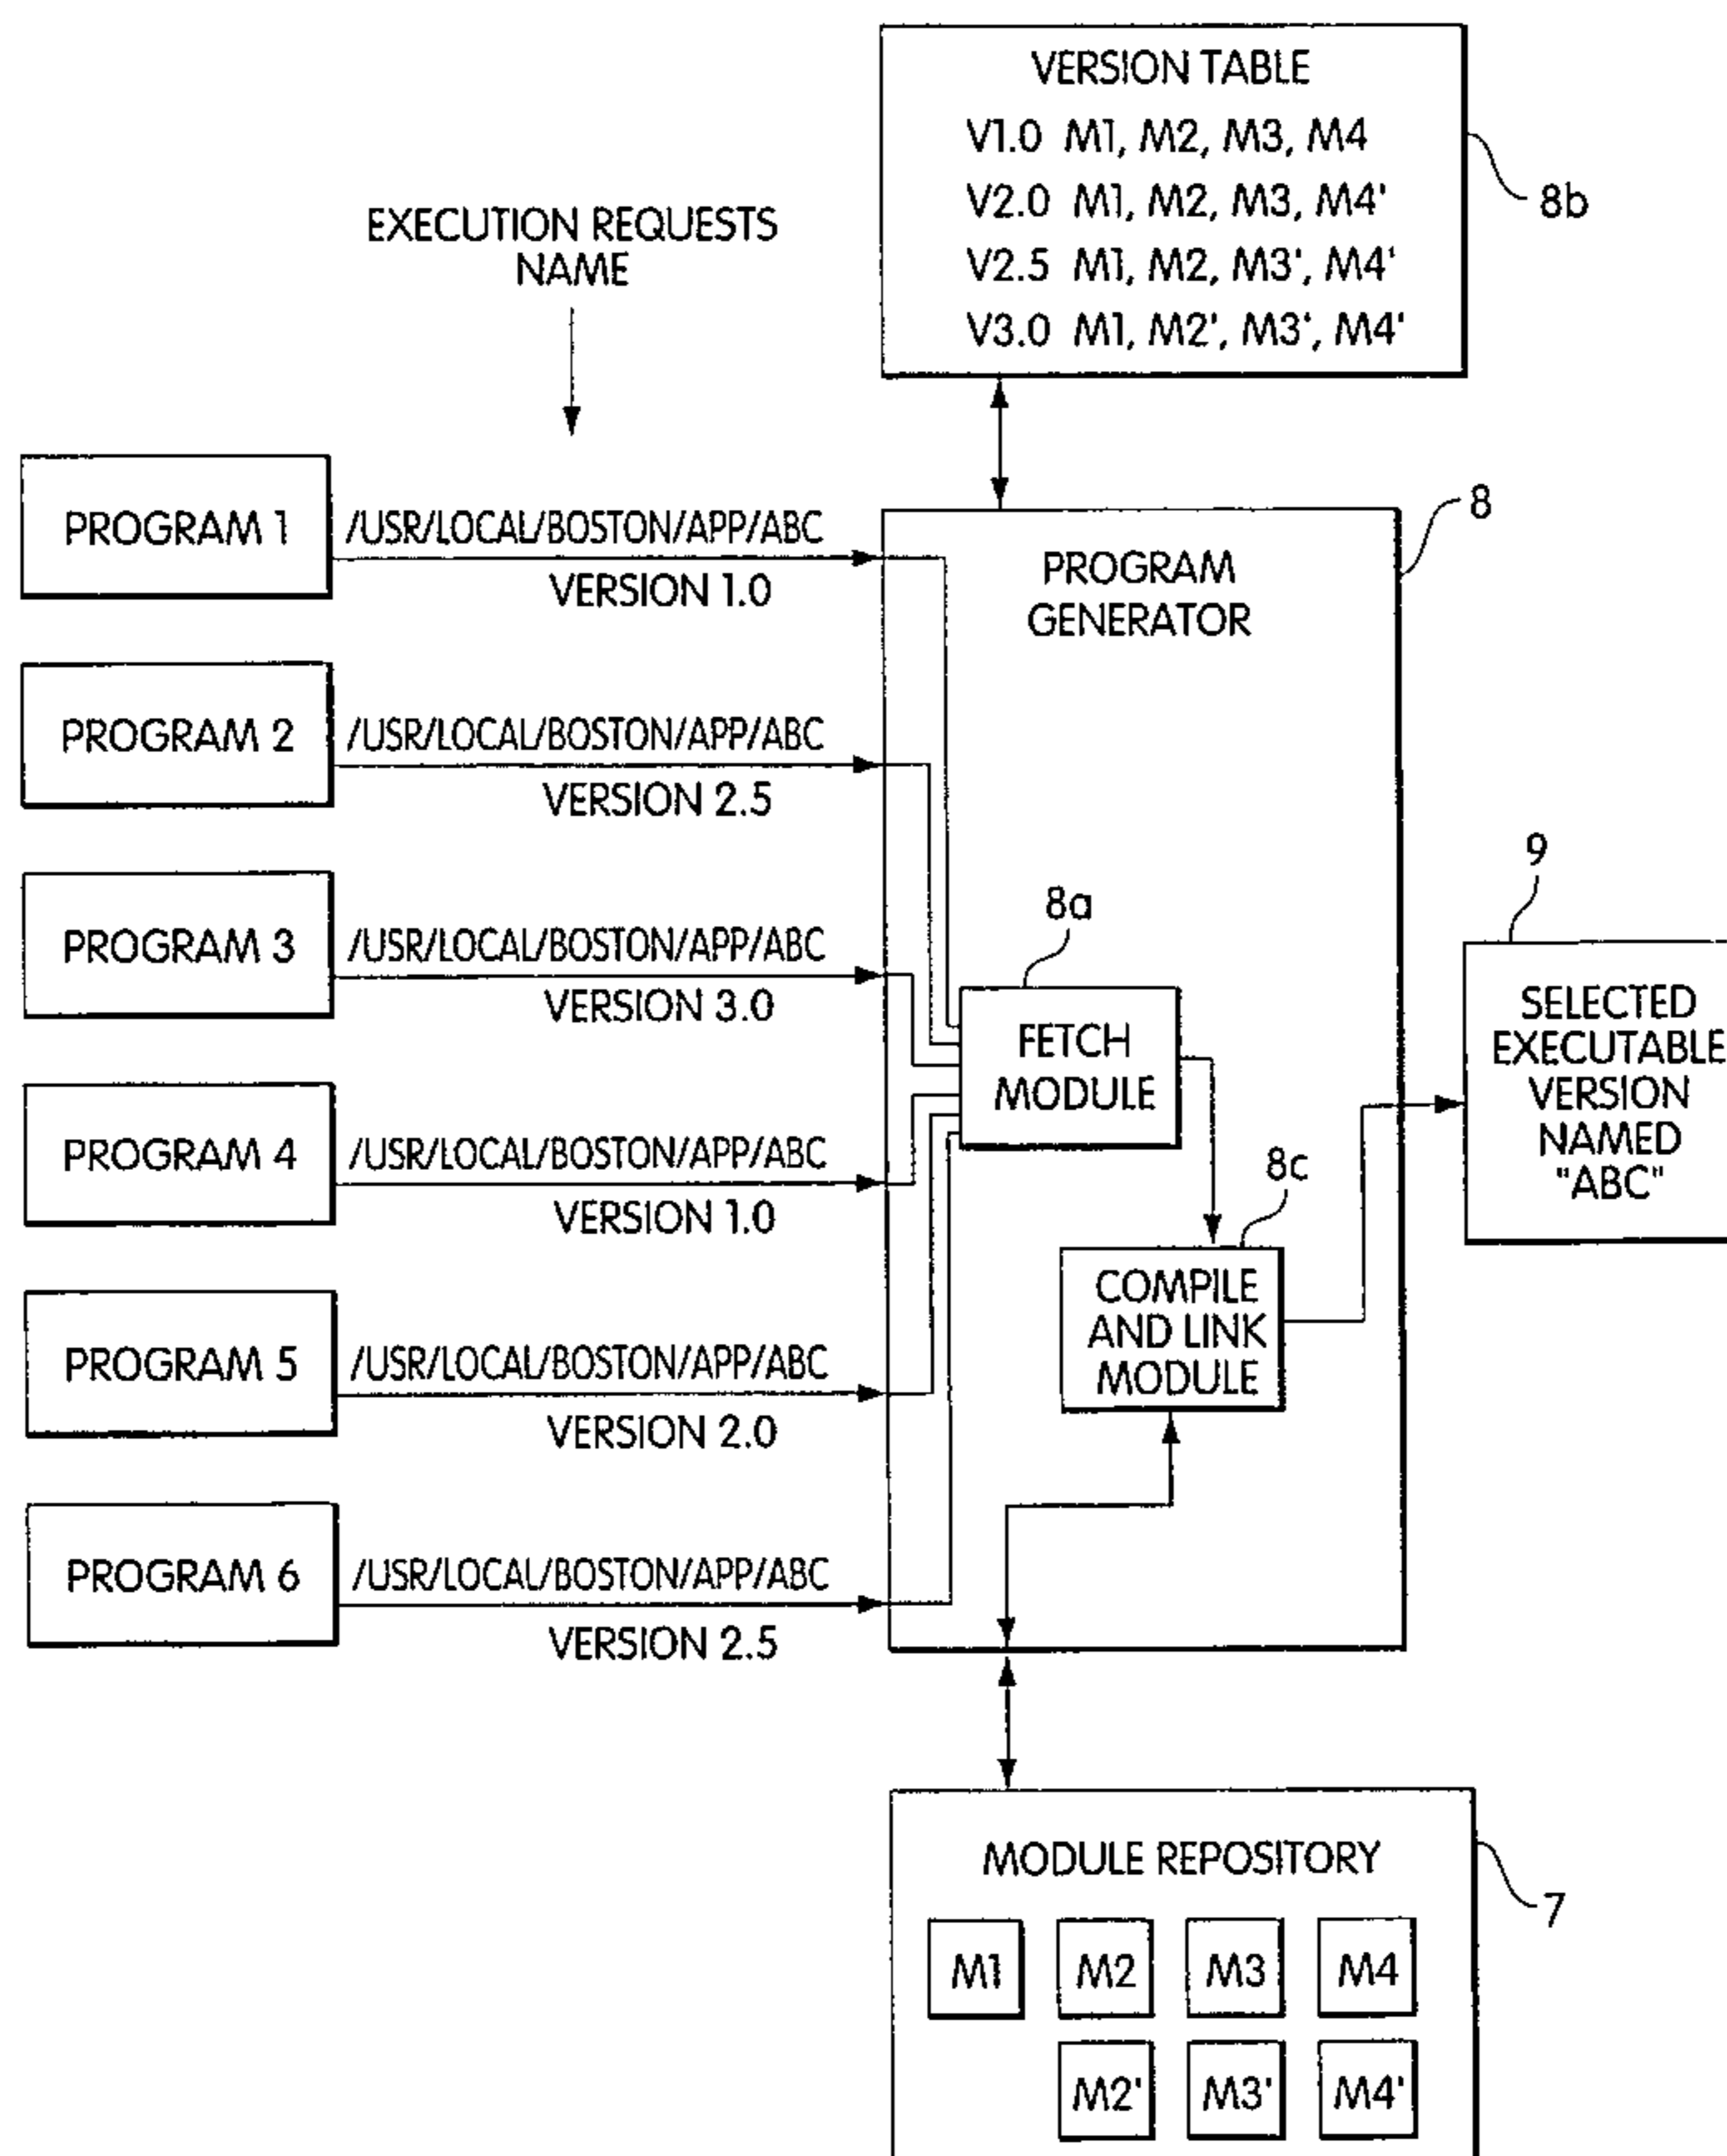 VERSION TABLE
V1.0 M1, M2, M3, M4
V2.0 M1, M2, M3, M4'
V2.5 M1, M2, M3', M4'
V3.0 M1, M2', M3', M4'
8b
EXECUTION REQUESTS
NAME
PROGRAM 1
/USR/LOCAL/BOSTON/APP/ABC
VERSION 1.0
PROGRAM 2
/USR/LOCAL/BOSTON/APP/ABC
VERSION 2.5
PROGRAM 3
/USR/LOCAL/BOSTON/APP/ABC
VERSION 3.0
PROGRAM 4
/USR/LOCAL/BOSTON/APP/ABC
VERSION 1.0
PROGRAM 5
/USR/LOCAL/BOSTON/APP/ABC
VERSION 2.0
PROGRAM 6
/USR/LOCAL/BOSTON/APP/ABC
VERSION 2.5
8
PROGRAM
GENERATOR
8a
FETCH
MODULE
8c
COMPILE
AND LINK
MODULE
9
SELECTED
EXECUTABLE
VERSION
NAMED
"ABC"
MODULE REPOSITORY
7
M1 M2 M3 M4
M2' M3' M4'